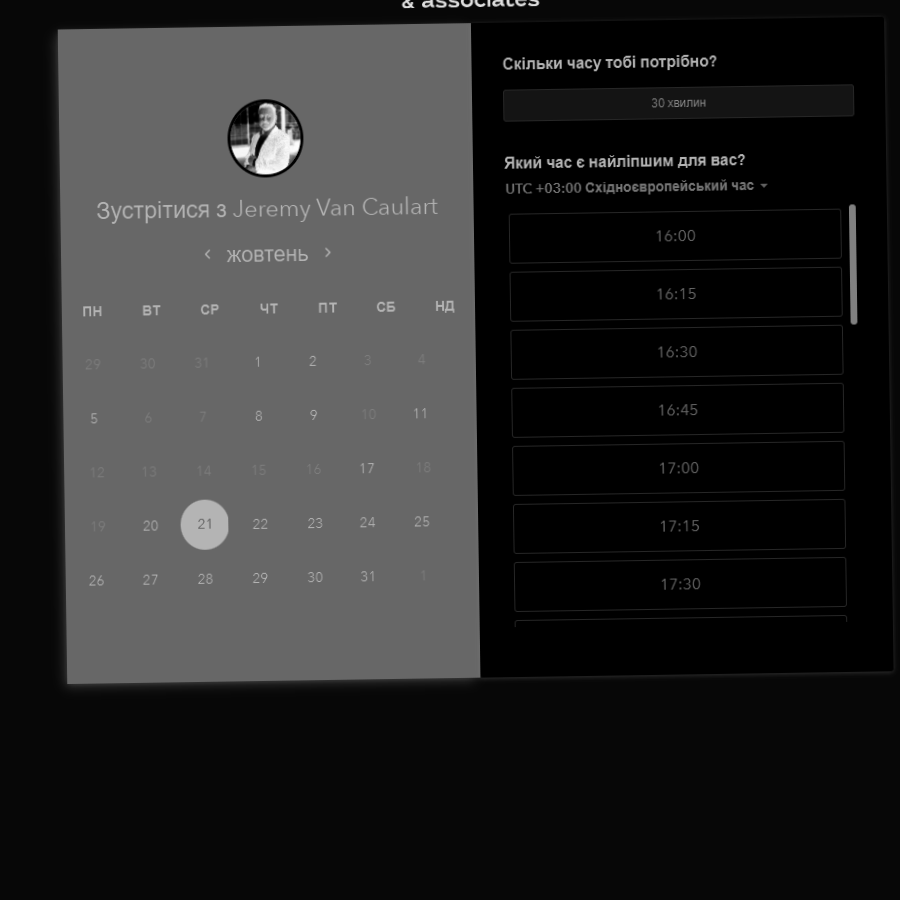 & associates
Зустрітися з Jeremy Van Caulart
‹ жовтень ›
ПН ВТ СР ЧТ ПТ СБ НД
29 30 31 1 2 3 4
5 6 7 8 9 10 11
12 13 14 15 16 17 18
19 20 21 22 23 24 25
26 27 28 29 30 31 1
Скільки часу тобі потрібно?
30 хвилин
Який час є найліпшим для вас?
UTC +03:00 Східноєвропейський час
16:00
16:15
16:30
16:45
17:00
17:15
17:30